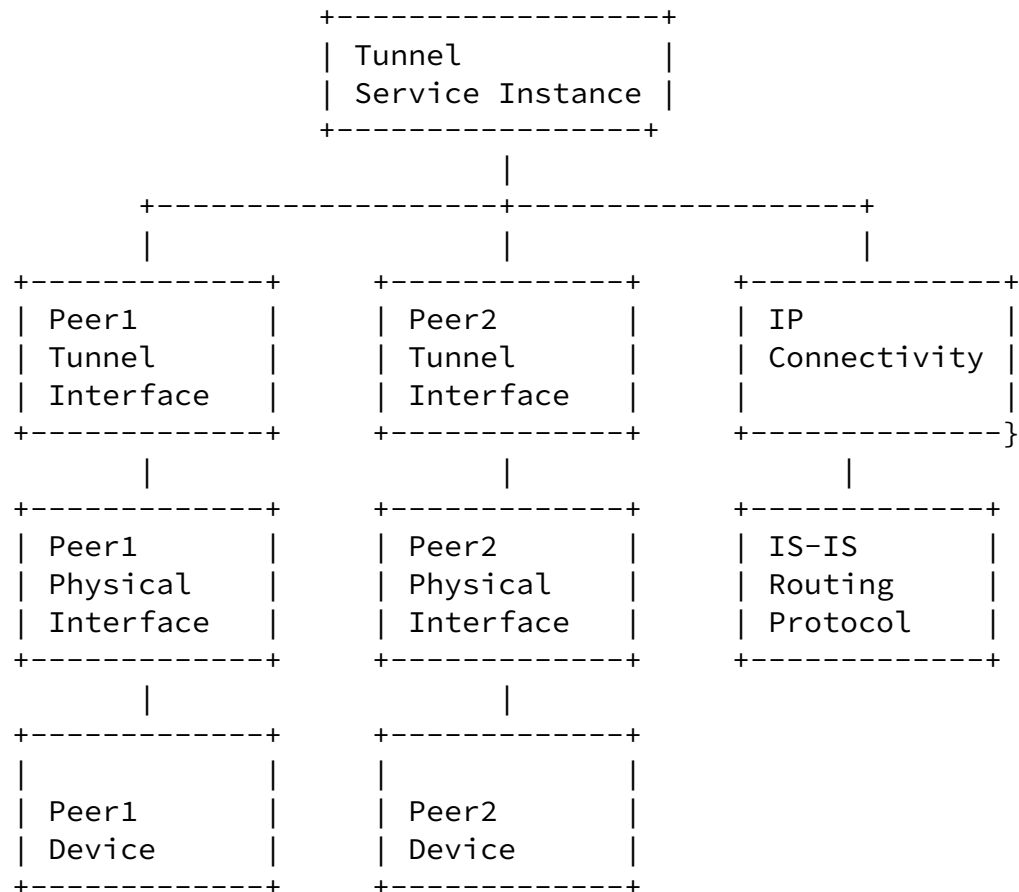 +------------------+
                 | Tunnel           |
                 | Service Instance |
                 +-----------------+
                           |
       +-------------------+-------------------+
       |                   |                   |
+-------------+     +-------------+     +--------------+
| Peer1       |     | Peer2       |     | IP           |
| Tunnel      |     | Tunnel      |     | Connectivity |
| Interface   |     | Interface   |     |              |
+-------------+     +-------------+     +--------------}
       |                   |                  |
+-------------+     +-------------+     +-------------+
| Peer1       |     | Peer2       |     | IS-IS       |
| Physical    |     | Physical    |     | Routing     |
| Interface   |     | Interface   |     | Protocol    |
+-------------+     +-------------+     +-------------+
       |                   |
+-------------+     +-------------+
|             |     |             |
| Peer1       |     | Peer2       |
| Device      |     | Device      |
+-------------+     +-------------+